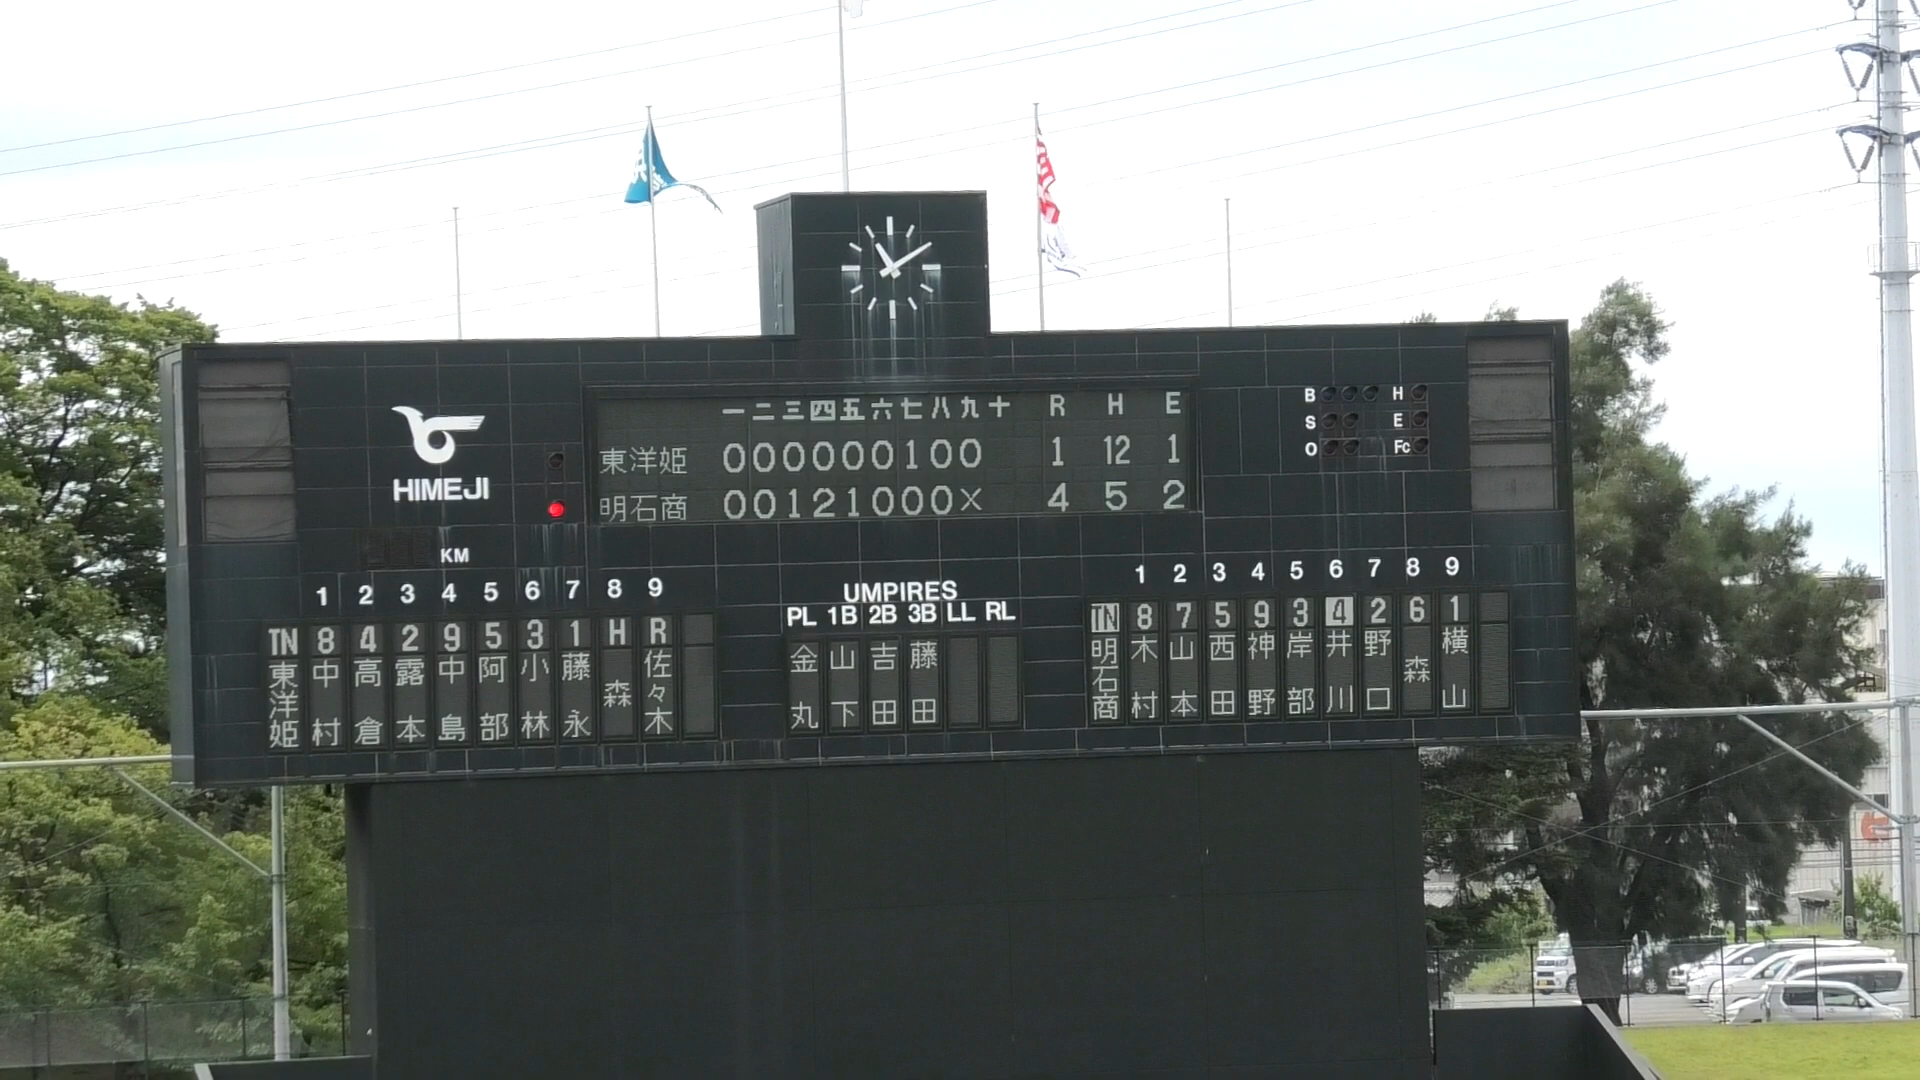 一二三四五六七八九十 R H E
東洋姫 000000100 1 12 1
明石商 00121000X 4 5 2
B H
S E
O Fc
HIMEJI
KM
1 2 3 4 5 6 7 8 9
TN 8 4 2 9 5 3 1 H R
東洋姫 中村 高倉 露本 中島 阿部 小林 藤永 森 佐々木
UMPIRES
PL 1B 2B 3B LL RL
金丸 山下 吉田 藤田
1 2 3 4 5 6 7 8 9
TN 8 7 5 9 3 4 2 6 1
明石商 木村 山本 西田 神野 岸部 井川 野口 森 横山